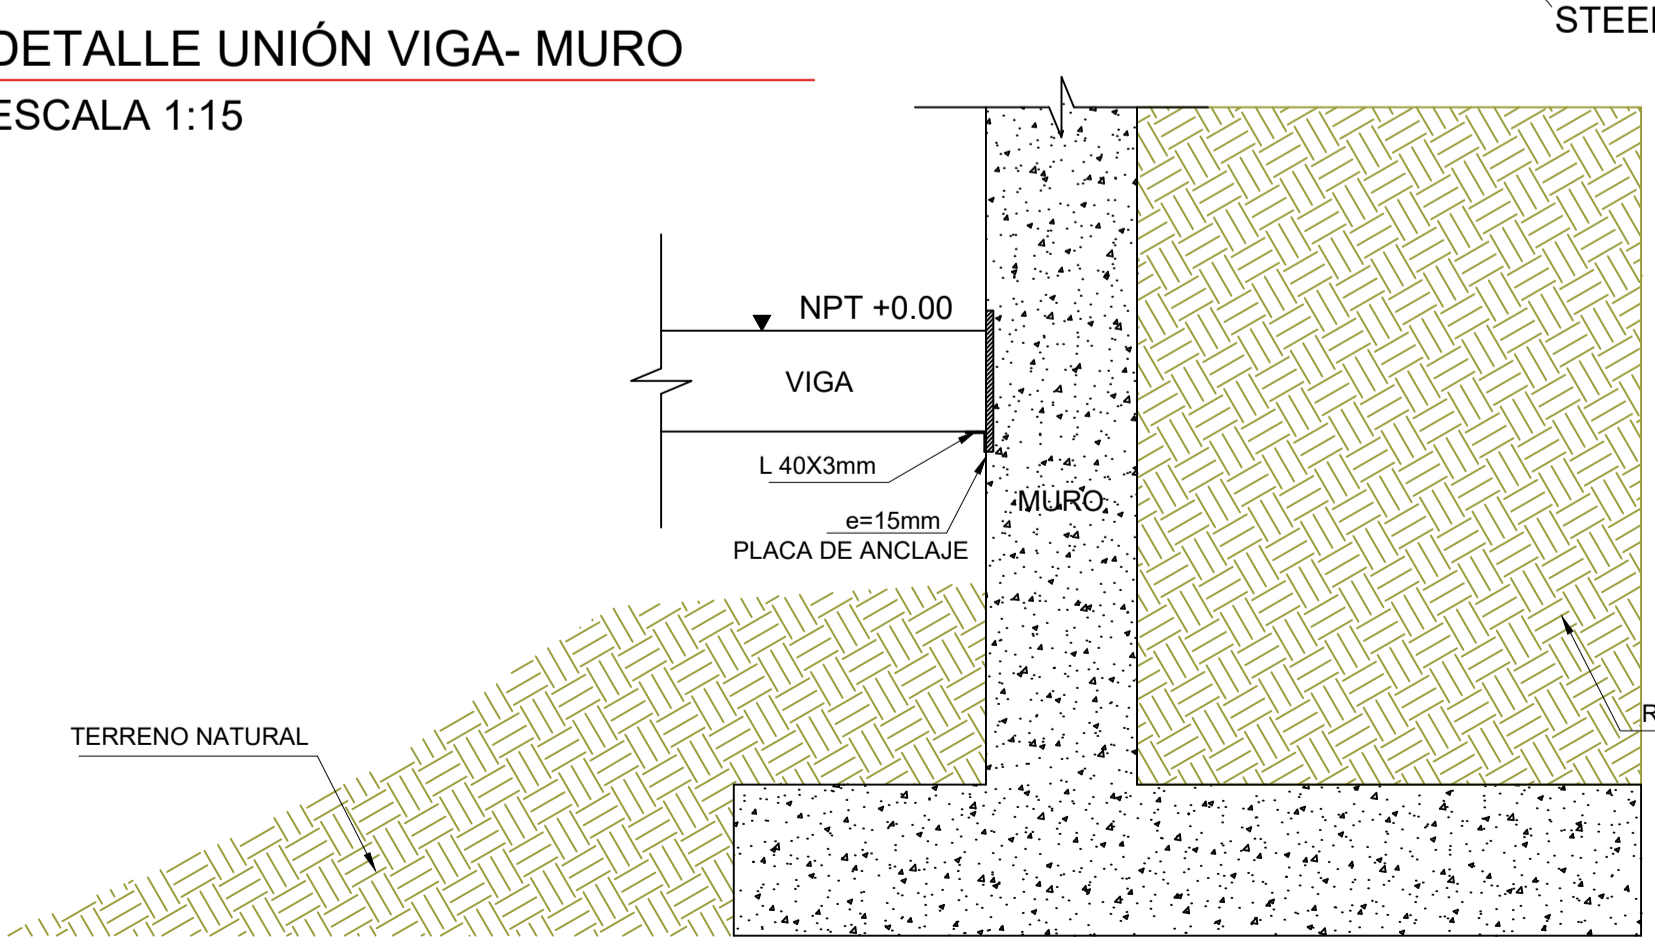 DETALLE UNIÓN VIGA- MURO
ESCALA 1:15
STEEL
NPT +0.00
VIGA
L 40X3mm
MURO
e=15mm
PLACA DE ANCLAJE
TERRENO NATURAL
R